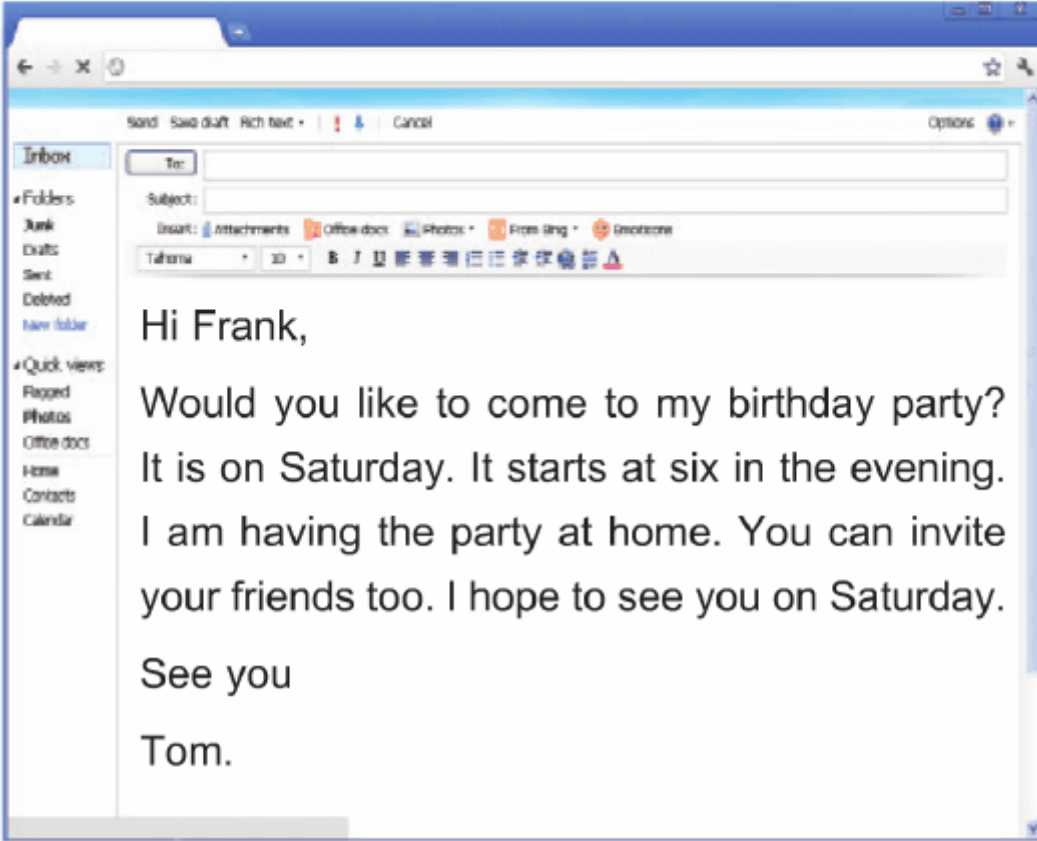 Send Save draft Rich text Cancel Options
Inbox
To:
Folders
Subject:
Junk
Insert: Attachments Office docs Photos From Bing Emoticons
Drafts
Tahoma 10 B I U A
Sent
Deleted
New folder
Quick views
Flagged
Photos
Office docs
Home
Contacts
Calendar
Hi Frank,
Would you like to come to my birthday party?
It is on Saturday. It starts at six in the evening.
I am having the party at home. You can invite
your friends too. I hope to see you on Saturday.
See you
Tom.